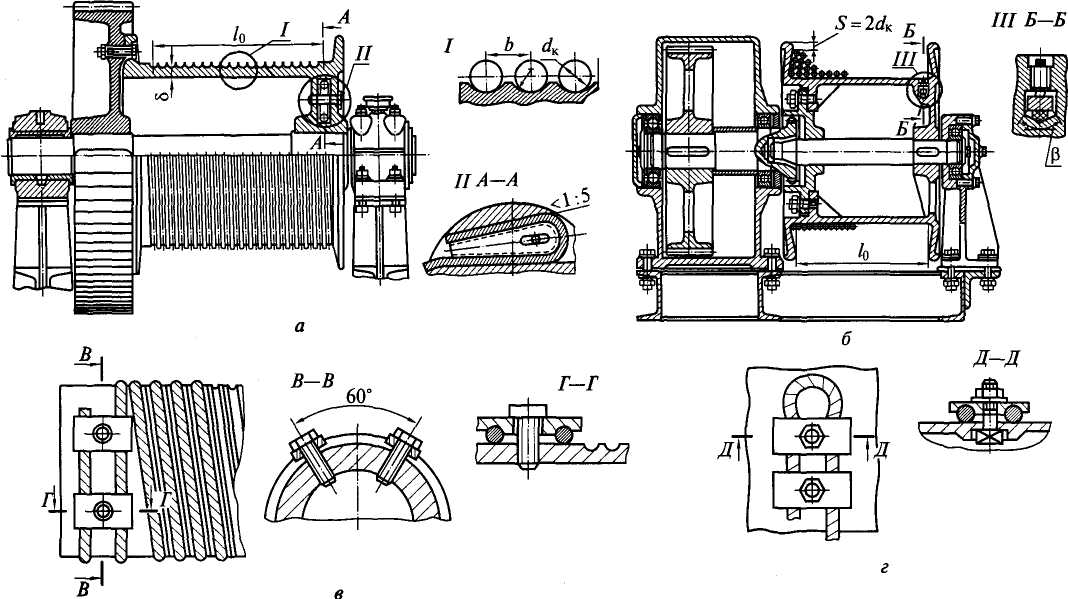 l₀
I
A
II
δ
A
а
I
b
dк
II А—А
<1:5
S = 2dк
Б
III
Б
l₀
б
III Б—Б
β
В
Г
Г
В
В—В
60°
Г—Г
в
Д
Д
Д—Д
г